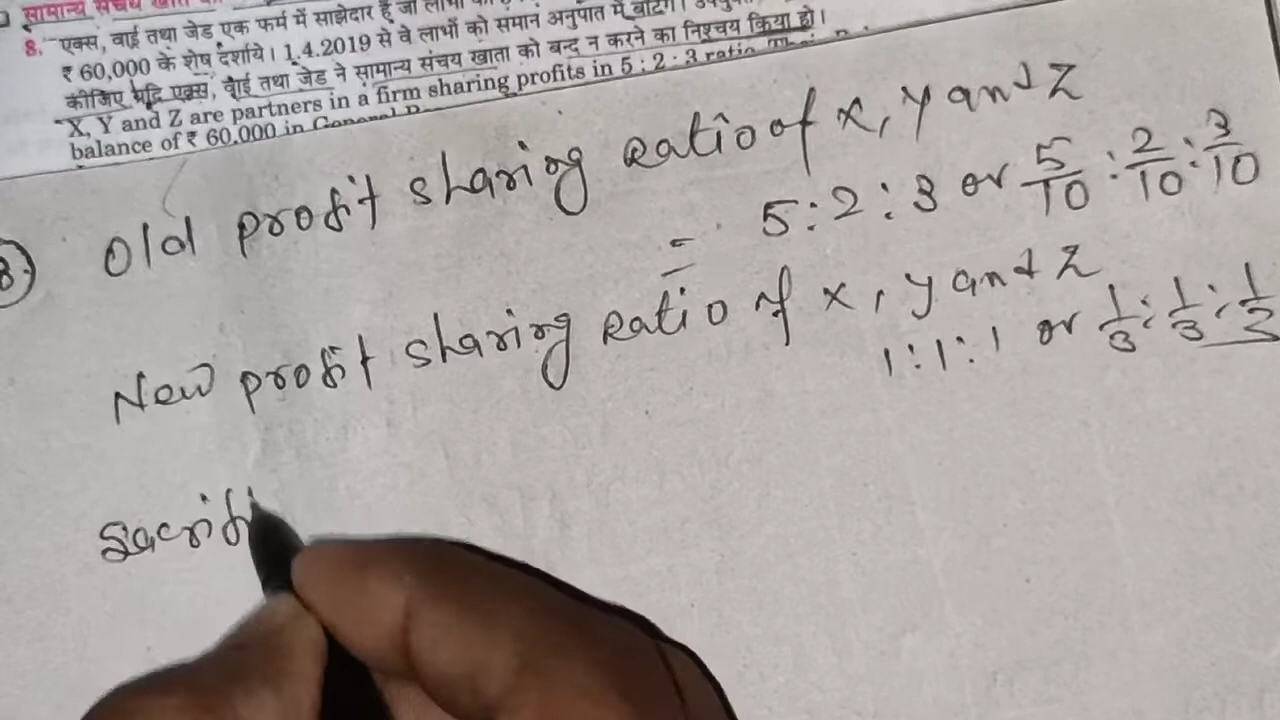 सामान्य संचय खाते
8. एक्स, वाई तथा जेड एक फर्म में साझेदार हैं जो लाभों
₹ 60,000 के शेष दर्शाये। 1.4.2019 से वे लाभों को समान अनुपात में बाँटेंगे।
कीजिए यदि एक्स, वाई तथा जेड ने सामान्य संचय खाता को बन्द न करने का निश्चय किया हो।
X, Y and Z are partners in a firm sharing profits in 5 : 2 : 3 ratio
balance of ₹ 60,000 in General
8) Old profit sharing Ratio of X, Y and Z
= 5:2:3 or 5/10 : 2/10 : 3/10
New profit sharing Ratio of X, Y and Z
1:1:1 or 1/3 : 1/3 : 1/3
Sacrifi